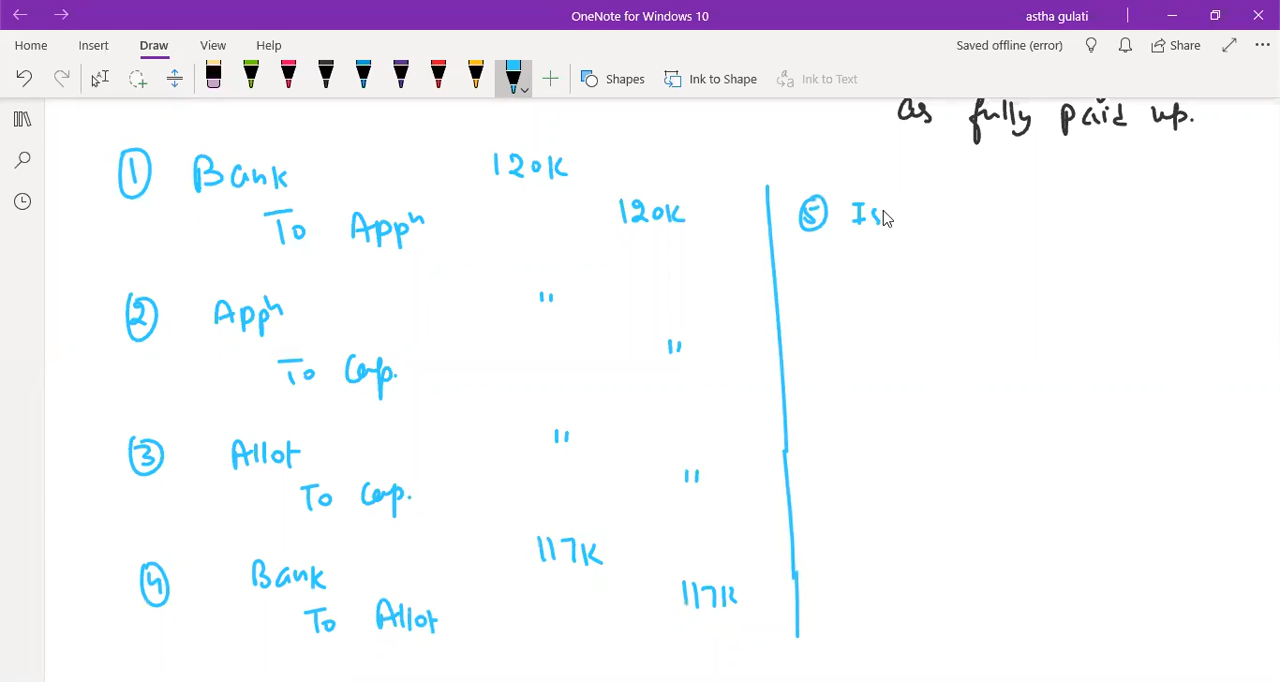 OneNote for Windows 10
astha gulati
Home Insert Draw View Help
Saved offline (error)
Share
Shapes
Ink to Shape
Ink to Text
as fully paid up.
① Bank 120K
To Appⁿ 120K
② Appⁿ "
To Cap. "
③ Allot "
To Cap. "
④ Bank 117K
To Allot 117K
⑤ Is